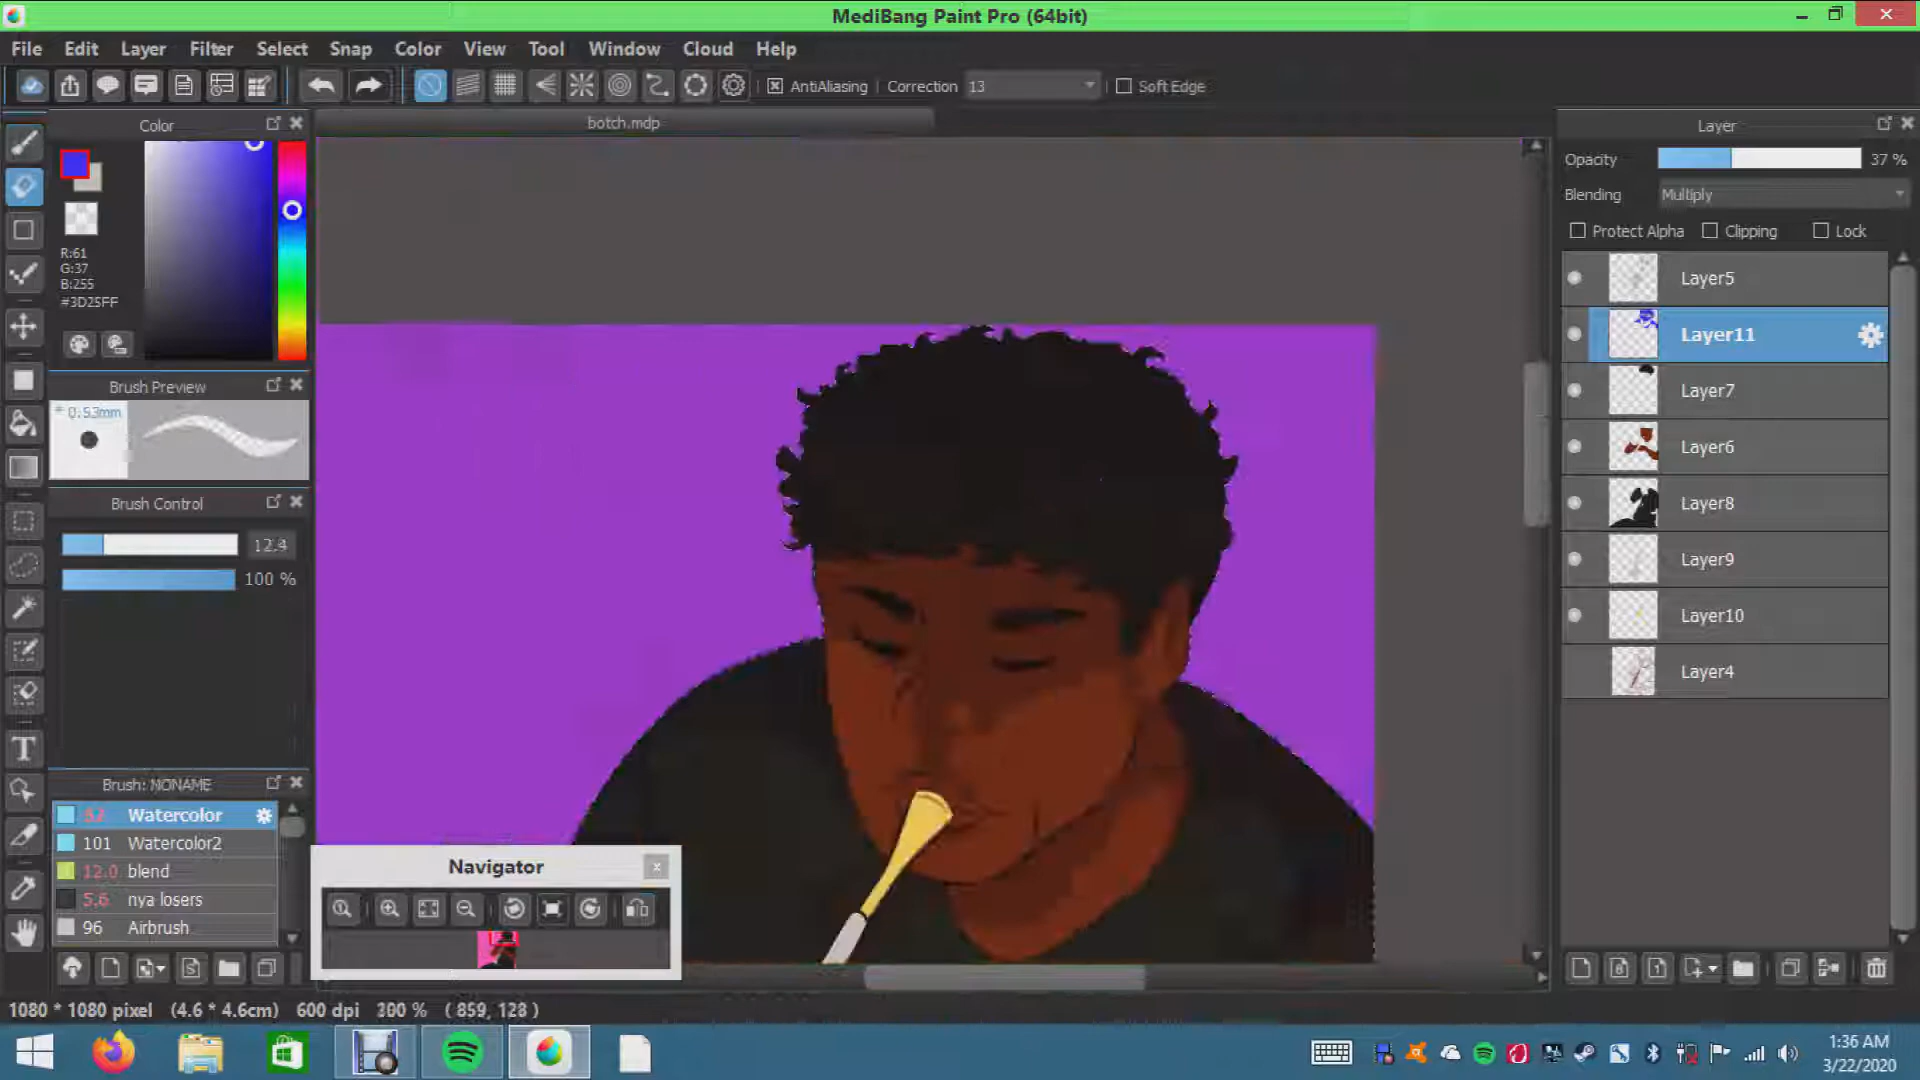 MediBang Paint Pro (64bit)
File Edit Layer Filter Select Snap Color View Tool Window Cloud Help
AntiAliasing Correction 13 Soft Edge
Color
botch.mdp
Layer
Opacity 37 %
Blending Multiply
Protect Alpha Clipping Lock
R:61
G:37
B:255
#3D25FF
Layer5
Layer11
Layer7
Layer6
Layer8
Layer9
Layer10
Layer4
Brush Preview
* 0.53mm
Brush Control
12.4
100 %
Brush: NONAME
Watercolor
101 Watercolor2
12.0 blend
5.6 nya losers
96 Airbrush
Navigator
1080 * 1080 pixel (4.6 * 4.6cm) 600 dpi ( 859, 128 )
1:36 AM
3/22/2020